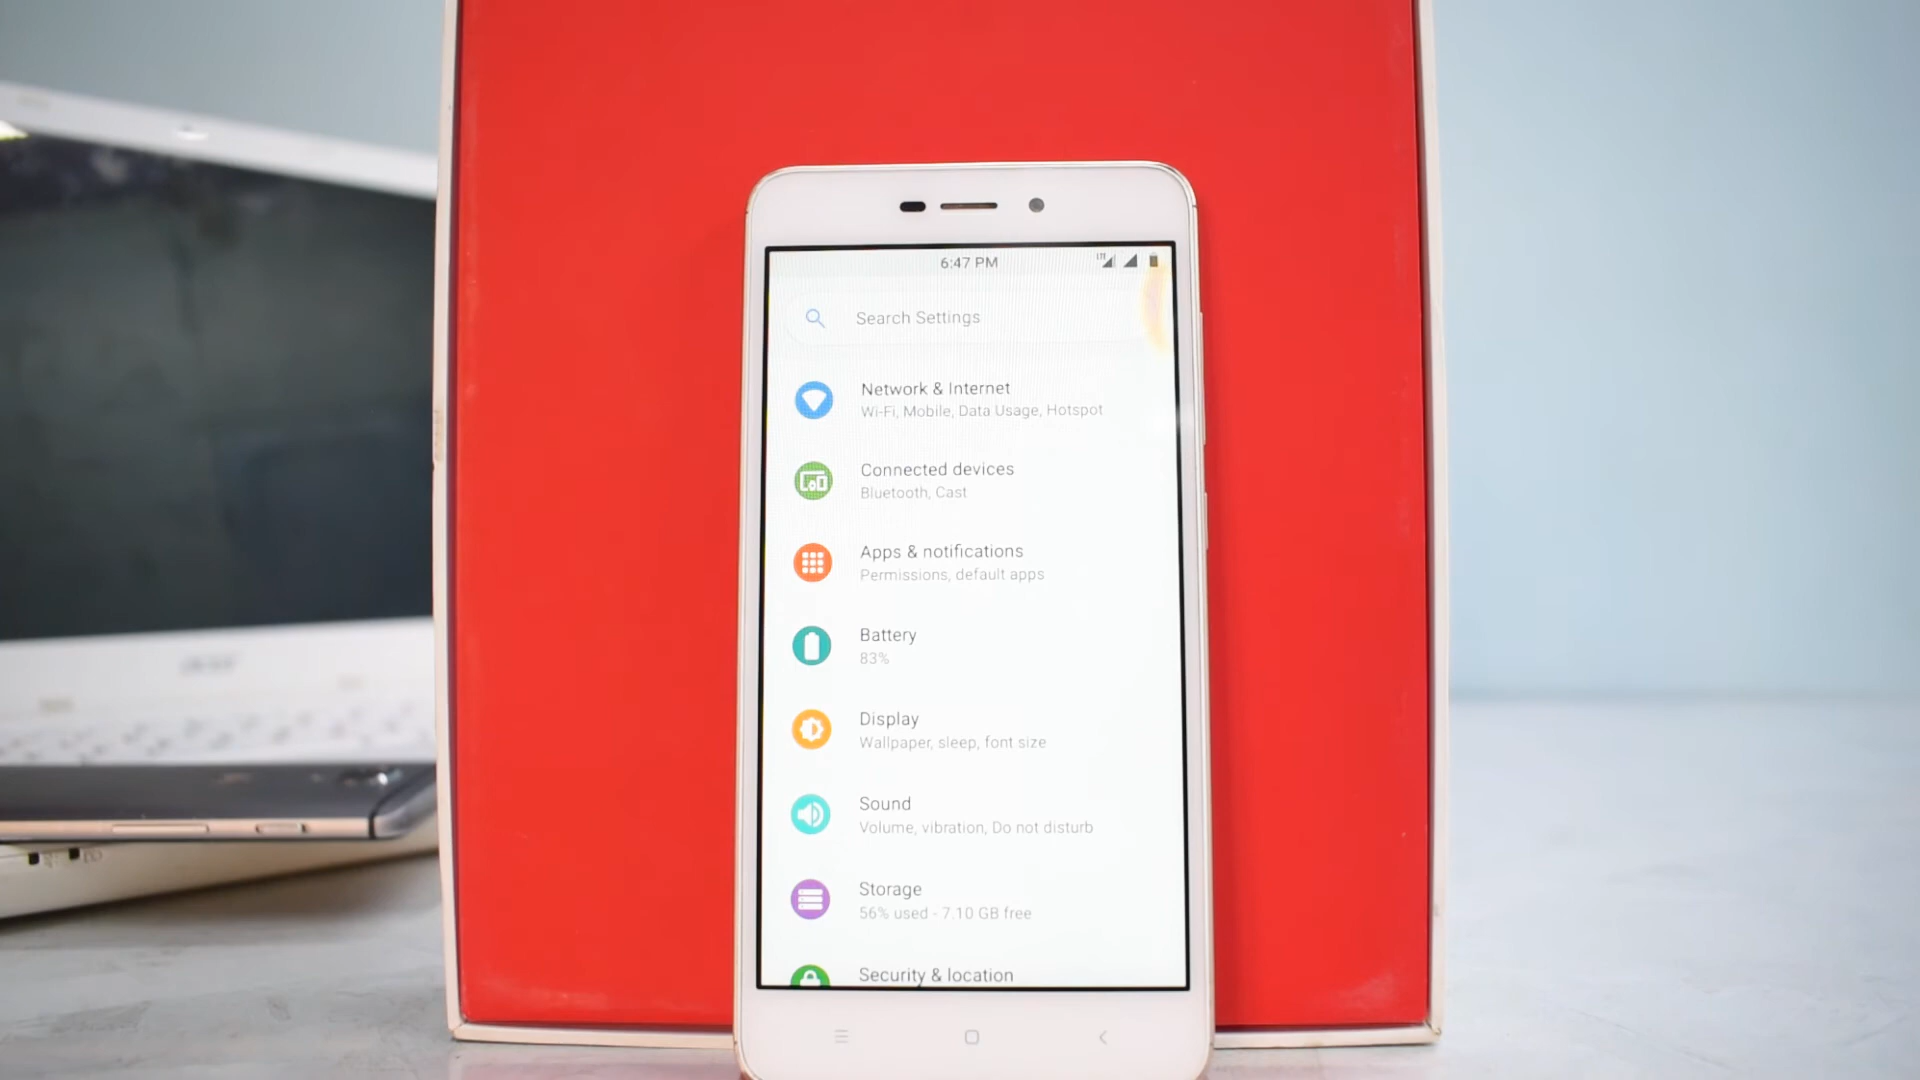 6:47 PM
LTE
Search Settings
Network & Internet
Wi-Fi, Mobile, Data Usage, Hotspot
Connected devices
Bluetooth, Cast
Apps & notifications
Permissions, default apps
Battery
83%
Display
Wallpaper, sleep, font size
Sound
Volume, vibration, Do not disturb
Storage
56% used - 7.10 GB free
Security & location
acer